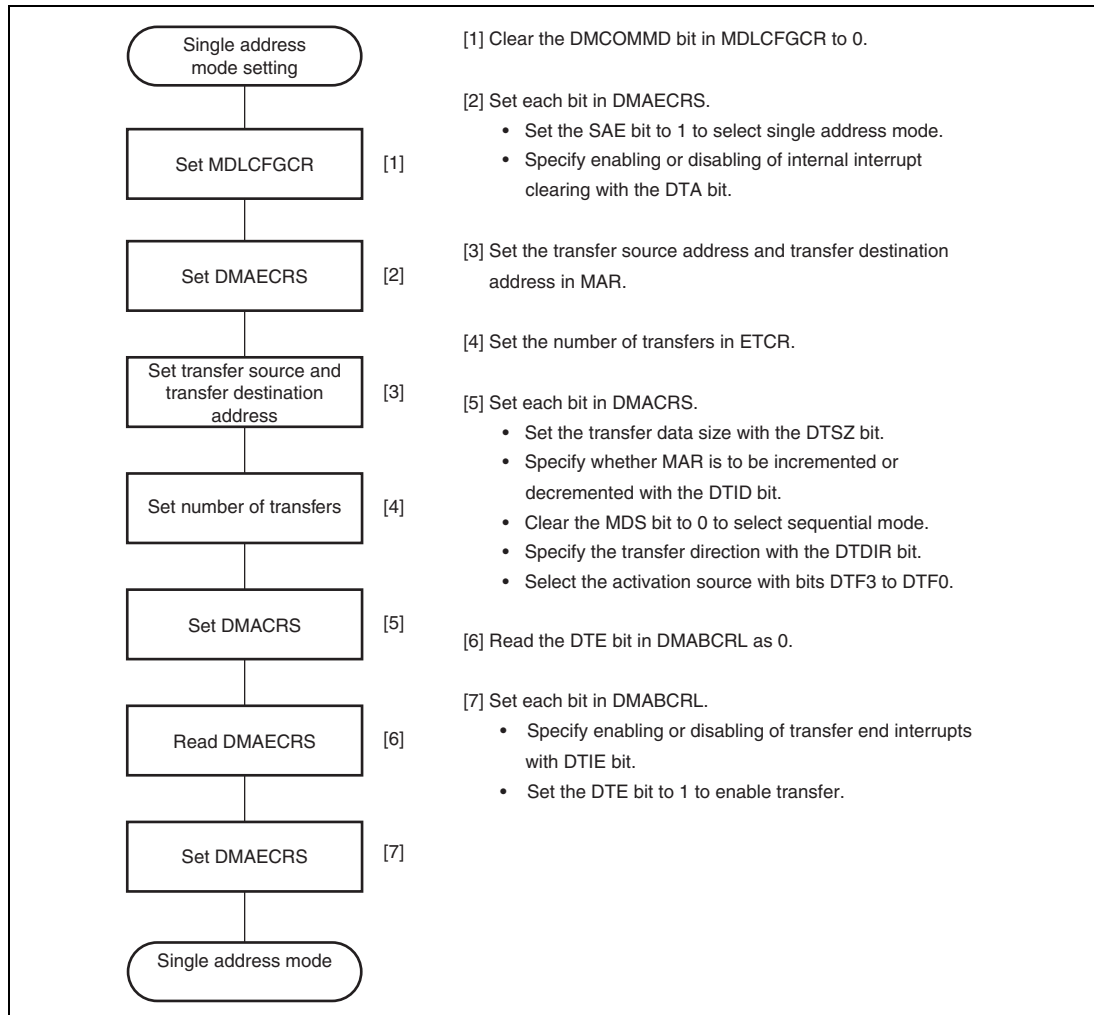 Single address
mode setting
Set MDLCFGCR
[1]
Set DMAECRS
[2]
Set transfer source and
transfer destination
address
[3]
Set number of transfers
[4]
Set DMACRS
[5]
Read DMAECRS
[6]
Set DMAECRS
[7]
Single address mode
[1] Clear the DMCOMMD bit in MDLCFGCR to 0.
[2] Set each bit in DMAECRS.
• Set the SAE bit to 1 to select single address mode.
• Specify enabling or disabling of internal interrupt
clearing with the DTA bit.
[3] Set the transfer source address and transfer destination
address in MAR.
[4] Set the number of transfers in ETCR.
[5] Set each bit in DMACRS.
• Set the transfer data size with the DTSZ bit.
• Specify whether MAR is to be incremented or
decremented with the DTID bit.
• Clear the MDS bit to 0 to select sequential mode.
• Specify the transfer direction with the DTDIR bit.
• Select the activation source with bits DTF3 to DTF0.
[6] Read the DTE bit in DMABCRL as 0.
[7] Set each bit in DMABCRL.
• Specify enabling or disabling of transfer end interrupts
with DTIE bit.
• Set the DTE bit to 1 to enable transfer.